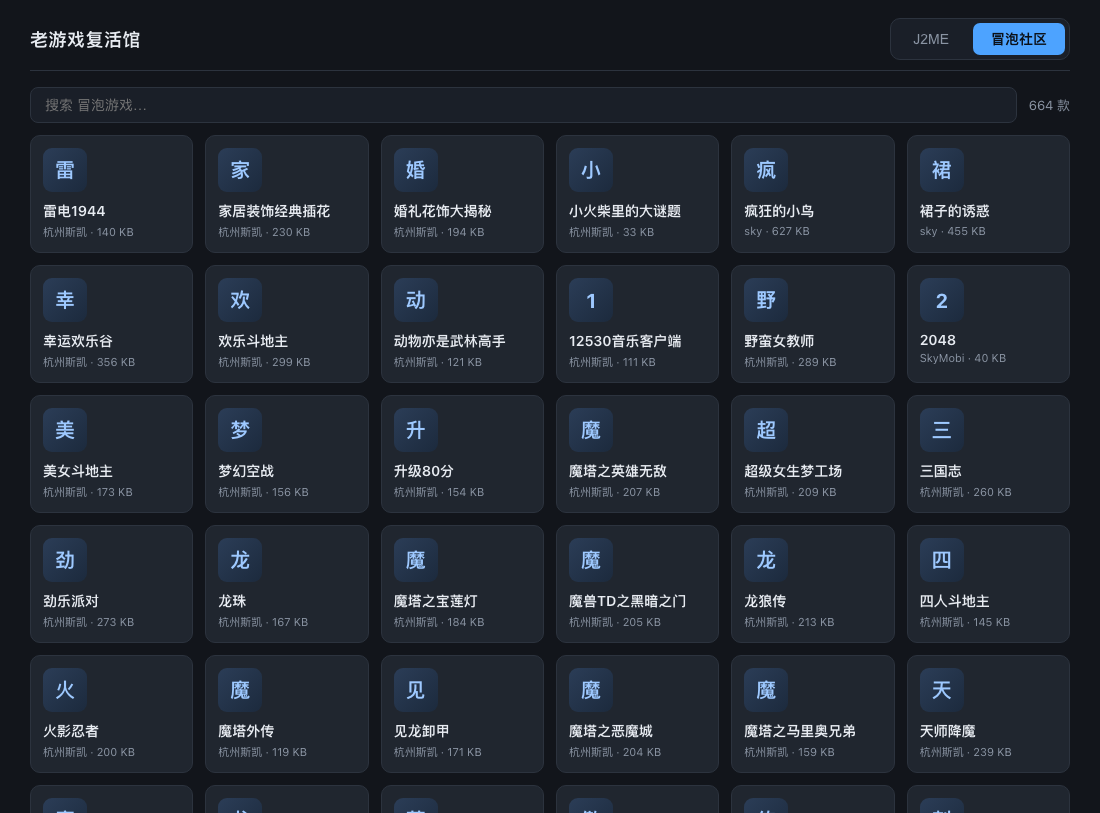 老游戏复活馆
J2ME
冒泡社区
搜索 冒泡游戏...
664 款
雷
雷电1944
杭州斯凯 · 140 KB
家
家居装饰经典插花
杭州斯凯 · 230 KB
婚
婚礼花饰大揭秘
杭州斯凯 · 194 KB
小
小火柴里的大谜题
杭州斯凯 · 33 KB
疯
疯狂的小鸟
sky · 627 KB
裙
裙子的诱惑
sky · 455 KB
幸
幸运欢乐谷
杭州斯凯 · 356 KB
欢
欢乐斗地主
杭州斯凯 · 299 KB
动
动物亦是武林高手
杭州斯凯 · 121 KB
1
12530音乐客户端
杭州斯凯 · 111 KB
野
野蛮女教师
杭州斯凯 · 289 KB
2
2048
SkyMobi · 40 KB
美
美女斗地主
杭州斯凯 · 173 KB
梦
梦幻空战
杭州斯凯 · 156 KB
升
升级80分
杭州斯凯 · 154 KB
魔
魔塔之英雄无敌
杭州斯凯 · 207 KB
超
超级女生梦工场
杭州斯凯 · 209 KB
三
三国志
杭州斯凯 · 260 KB
劲
劲乐派对
杭州斯凯 · 273 KB
龙
龙珠
杭州斯凯 · 167 KB
魔
魔塔之宝莲灯
杭州斯凯 · 184 KB
魔
魔兽TD之黑暗之门
杭州斯凯 · 205 KB
龙
龙狼传
杭州斯凯 · 213 KB
四
四人斗地主
杭州斯凯 · 145 KB
火
火影忍者
杭州斯凯 · 200 KB
魔
魔塔外传
杭州斯凯 · 119 KB
见
见龙卸甲
杭州斯凯 · 171 KB
魔
魔塔之恶魔城
杭州斯凯 · 204 KB
魔
魔塔之马里奥兄弟
杭州斯凯 · 159 KB
天
天师降魔
杭州斯凯 · 239 KB